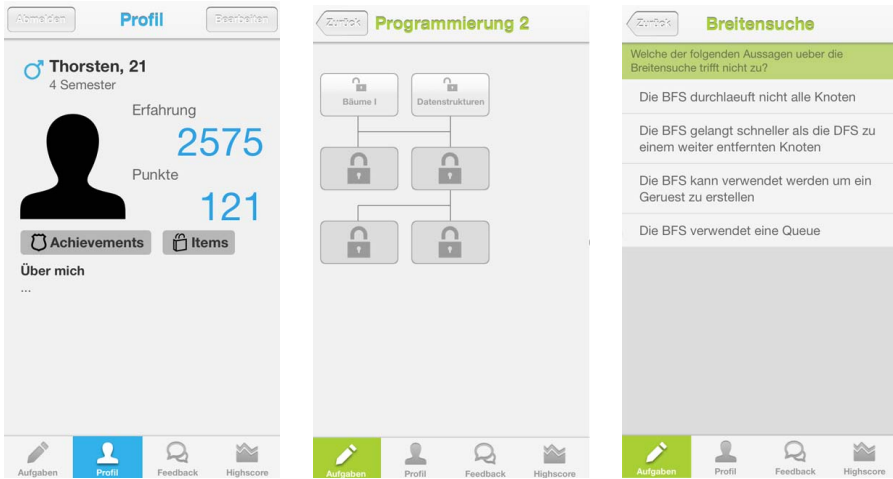 Abmelden
Profil
Bearbeiten
Thorsten, 21
4 Semester
Erfahrung
2575
Punkte
121
Achievements
Items
Über mich
...
Aufgaben
Profil
Feedback
Highscore
Zurück
Programmierung 2
Bäume I
Datenstrukturen
Aufgaben
Profil
Feedback
Highscore
Zurück
Breitensuche
Welche der folgenden Aussagen ueber die
Breitensuche trifft nicht zu?
Die BFS durchlaeuft nicht alle Knoten
Die BFS gelangt schneller als die DFS zu
einem weiter entfernten Knoten
Die BFS kann verwendet werden um ein
Geruest zu erstellen
Die BFS verwendet eine Queue
Aufgaben
Profil
Feedback
Highscore